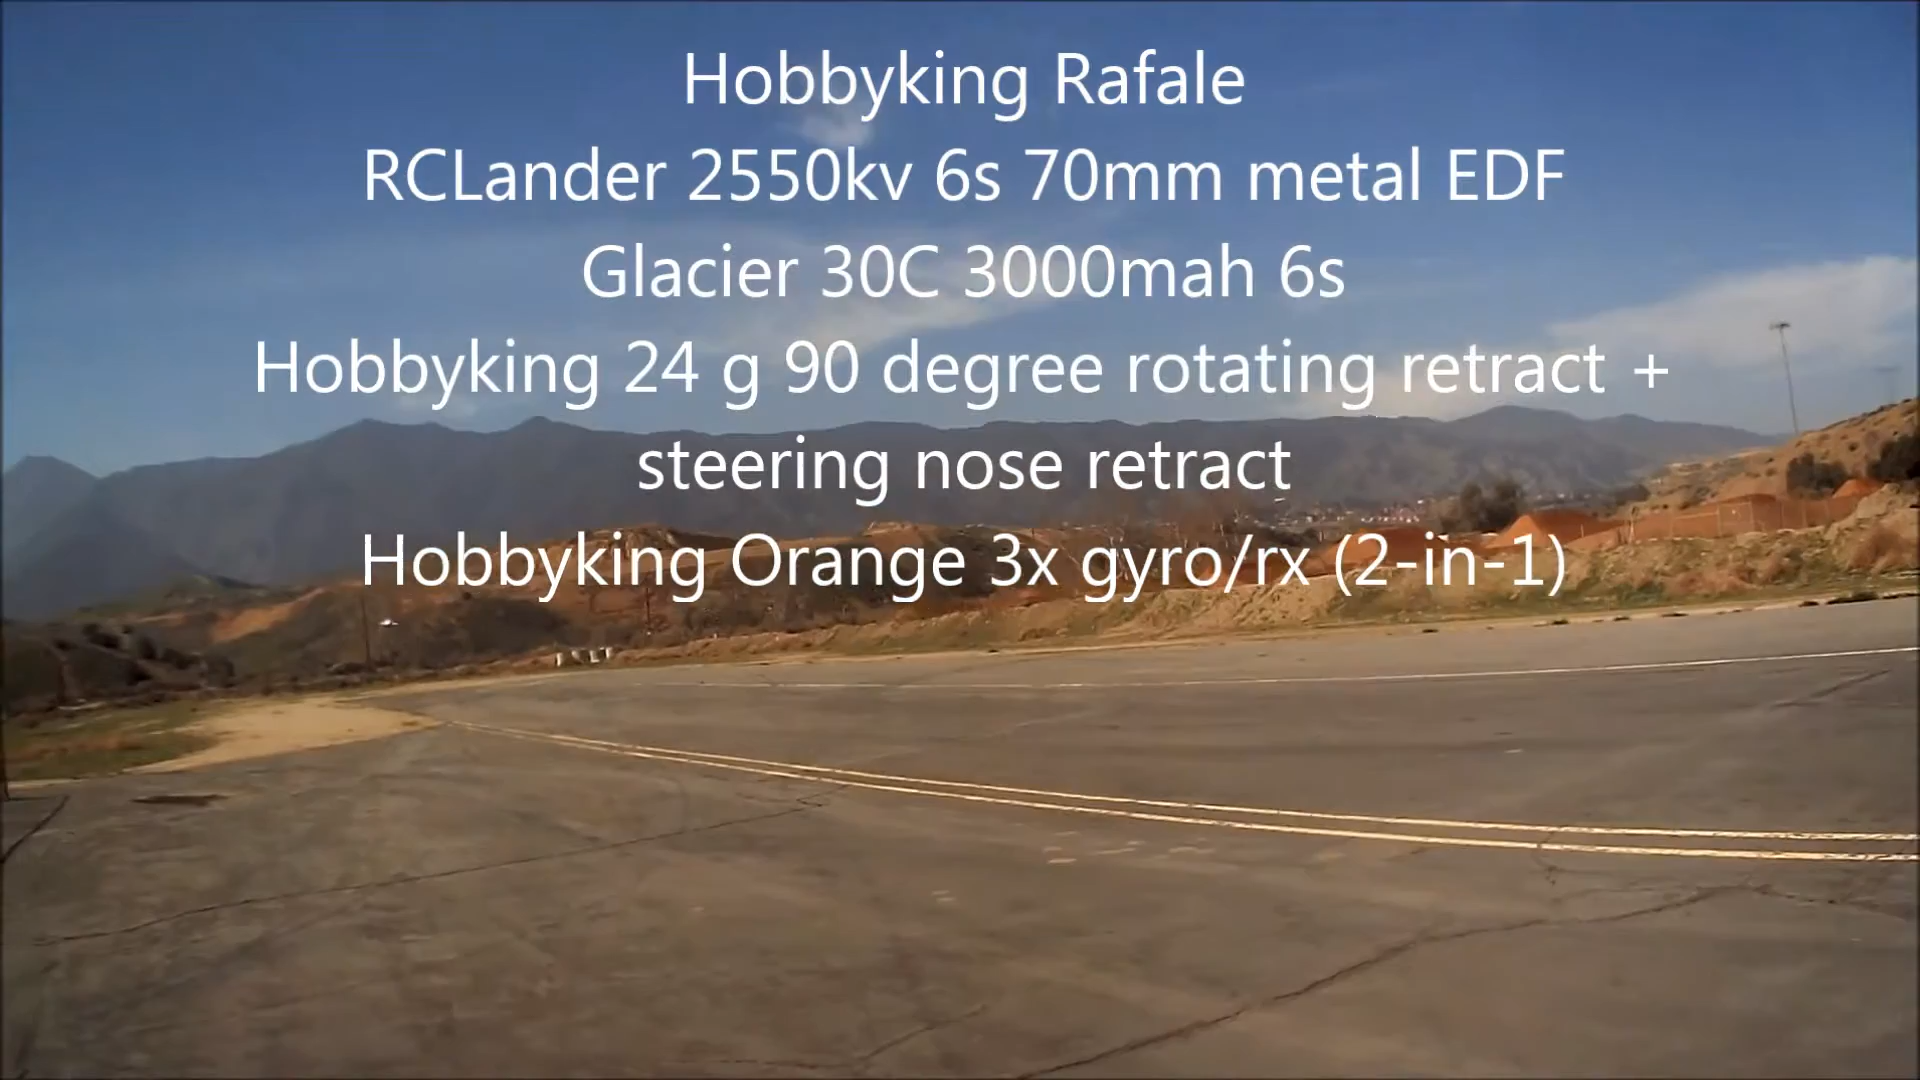 Hobbyking Rafale
RCLander 2550kv 6s 70mm metal EDF
Glacier 30C 3000mah 6s
Hobbyking 24 g 90 degree rotating retract +
steering nose retract
Hobbyking Orange 3x gyro/rx (2-in-1)